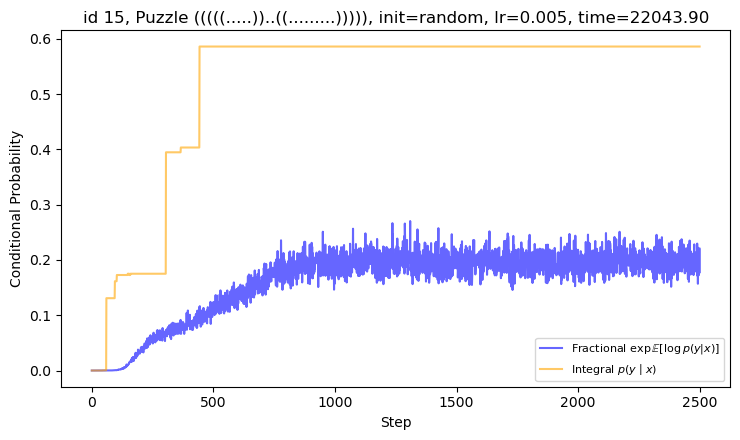 id 15, Puzzle (((((.....))..((.........))))), init=random, lr=0.005, time=22043.90
Conditional Probability
0.6
0.5
0.4
0.3
0.2
0.1
0.0
Fractional exp 𝔼[log p(y|x)]
Integral p(y | x)
0 500 1000 1500 2000 2500
Step